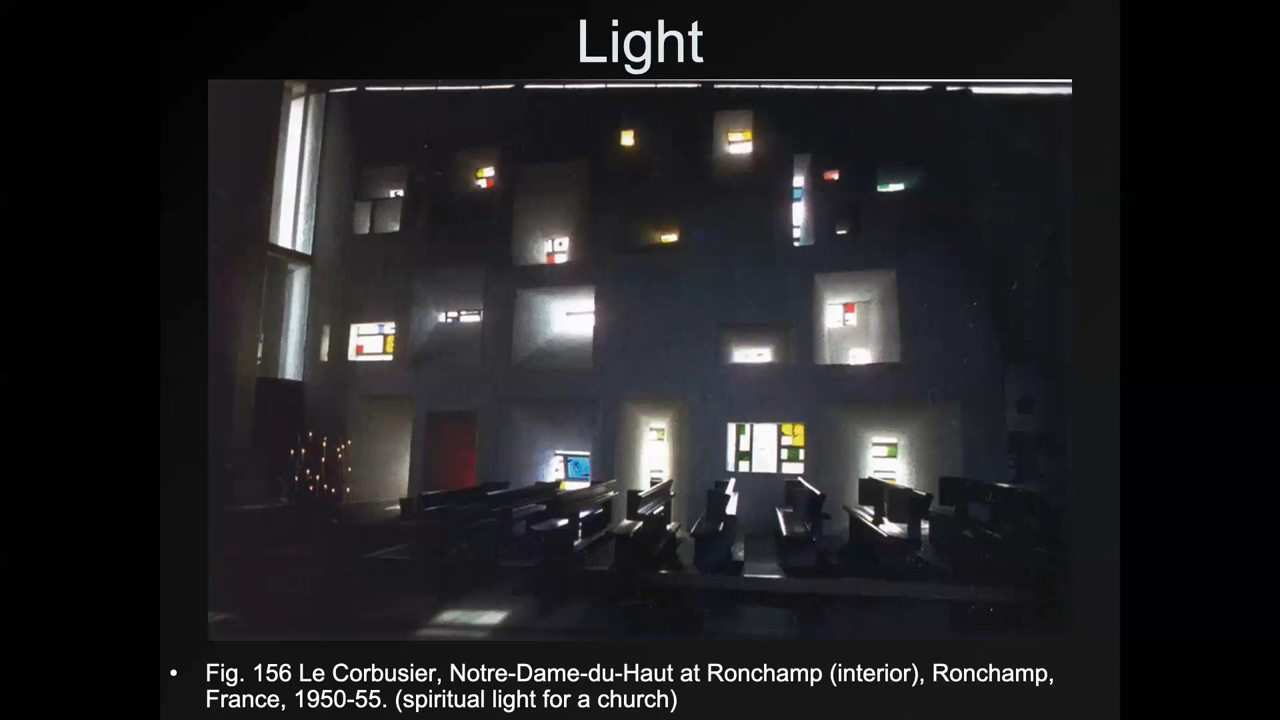 Light
• Fig. 156 Le Corbusier, Notre-Dame-du-Haut at Ronchamp (interior), Ronchamp,
France, 1950-55. (spiritual light for a church)